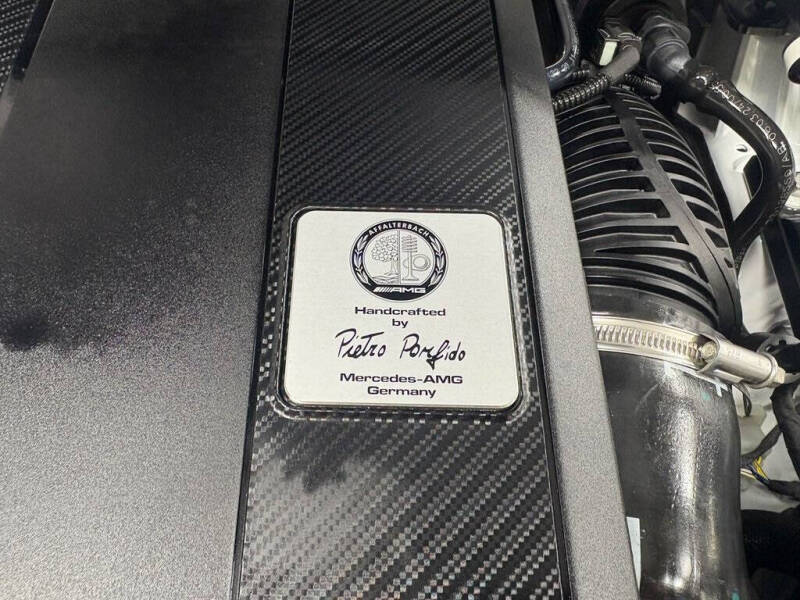 AFFALTERBACH
AMG
Handcrafted
by
Pietro Porfido
Mercedes-AMG
Germany